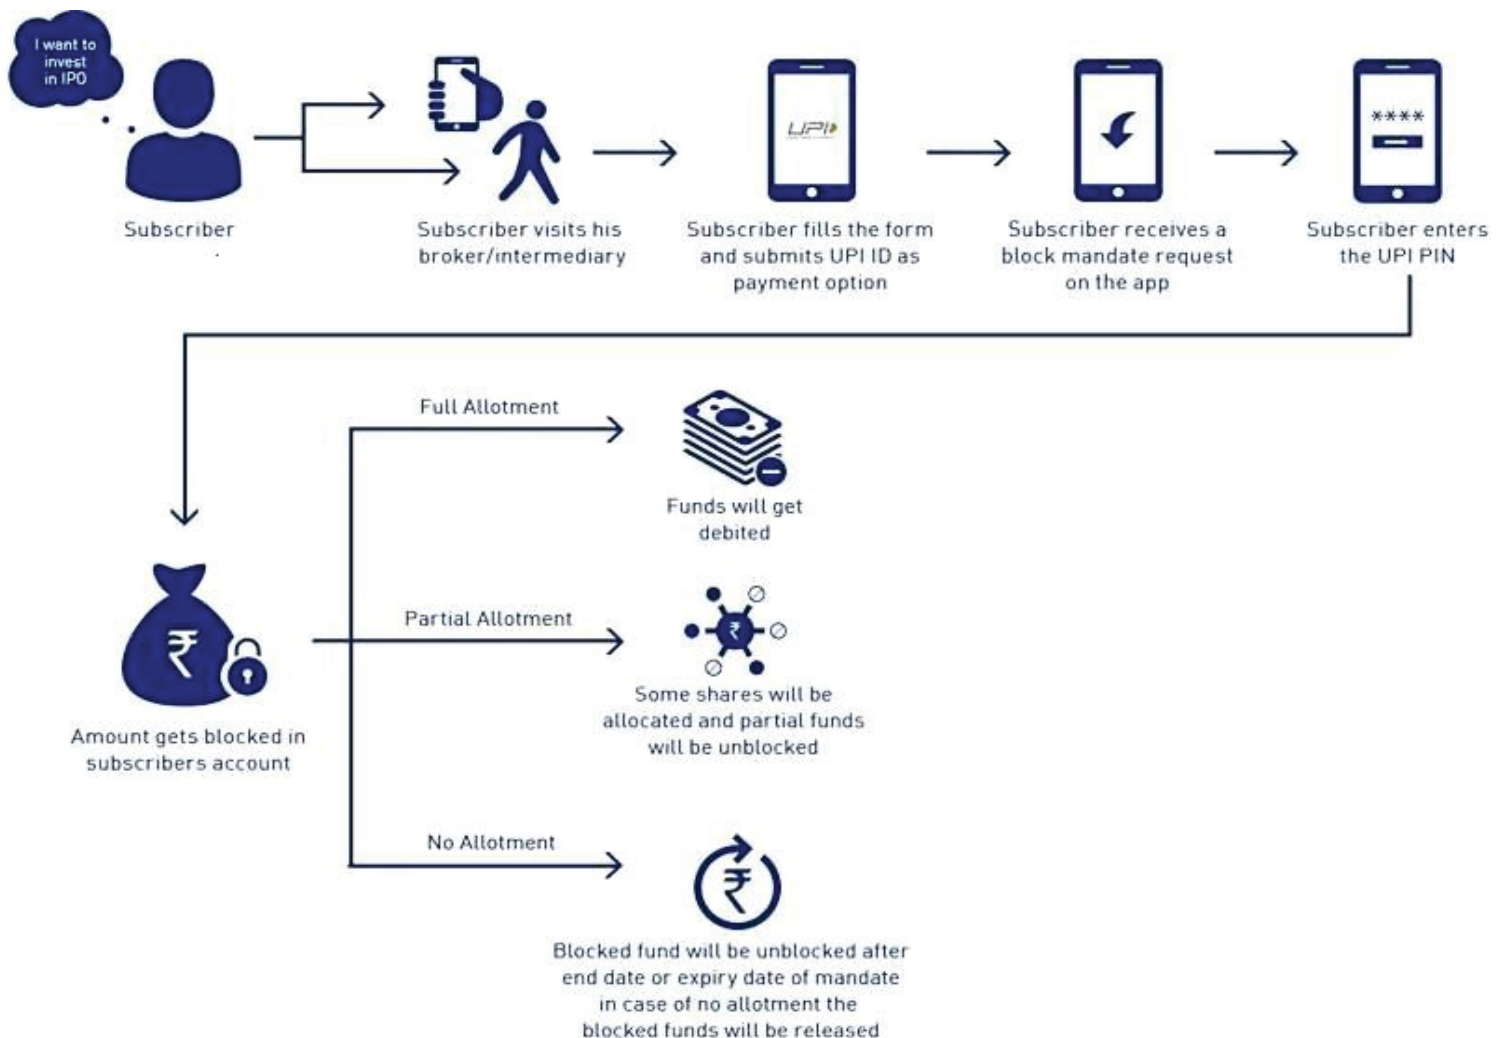 I want to
invest
in IPO
Subscriber
Subscriber visits his
broker/intermediary
UPI
Subscriber fills the form
and submits UPI ID as
payment option
Subscriber receives a
block mandate request
on the app
****
Subscriber enters
the UPI PIN
Full Allotment
Funds will get
debited
Partial Allotment
₹
₹
Some shares will be
allocated and partial funds
will be unblocked
Amount gets blocked in
subscribers account
No Allotment
₹
Blocked fund will be unblocked after
end date or expiry date of mandate
in case of no allotment the
blocked funds will be released